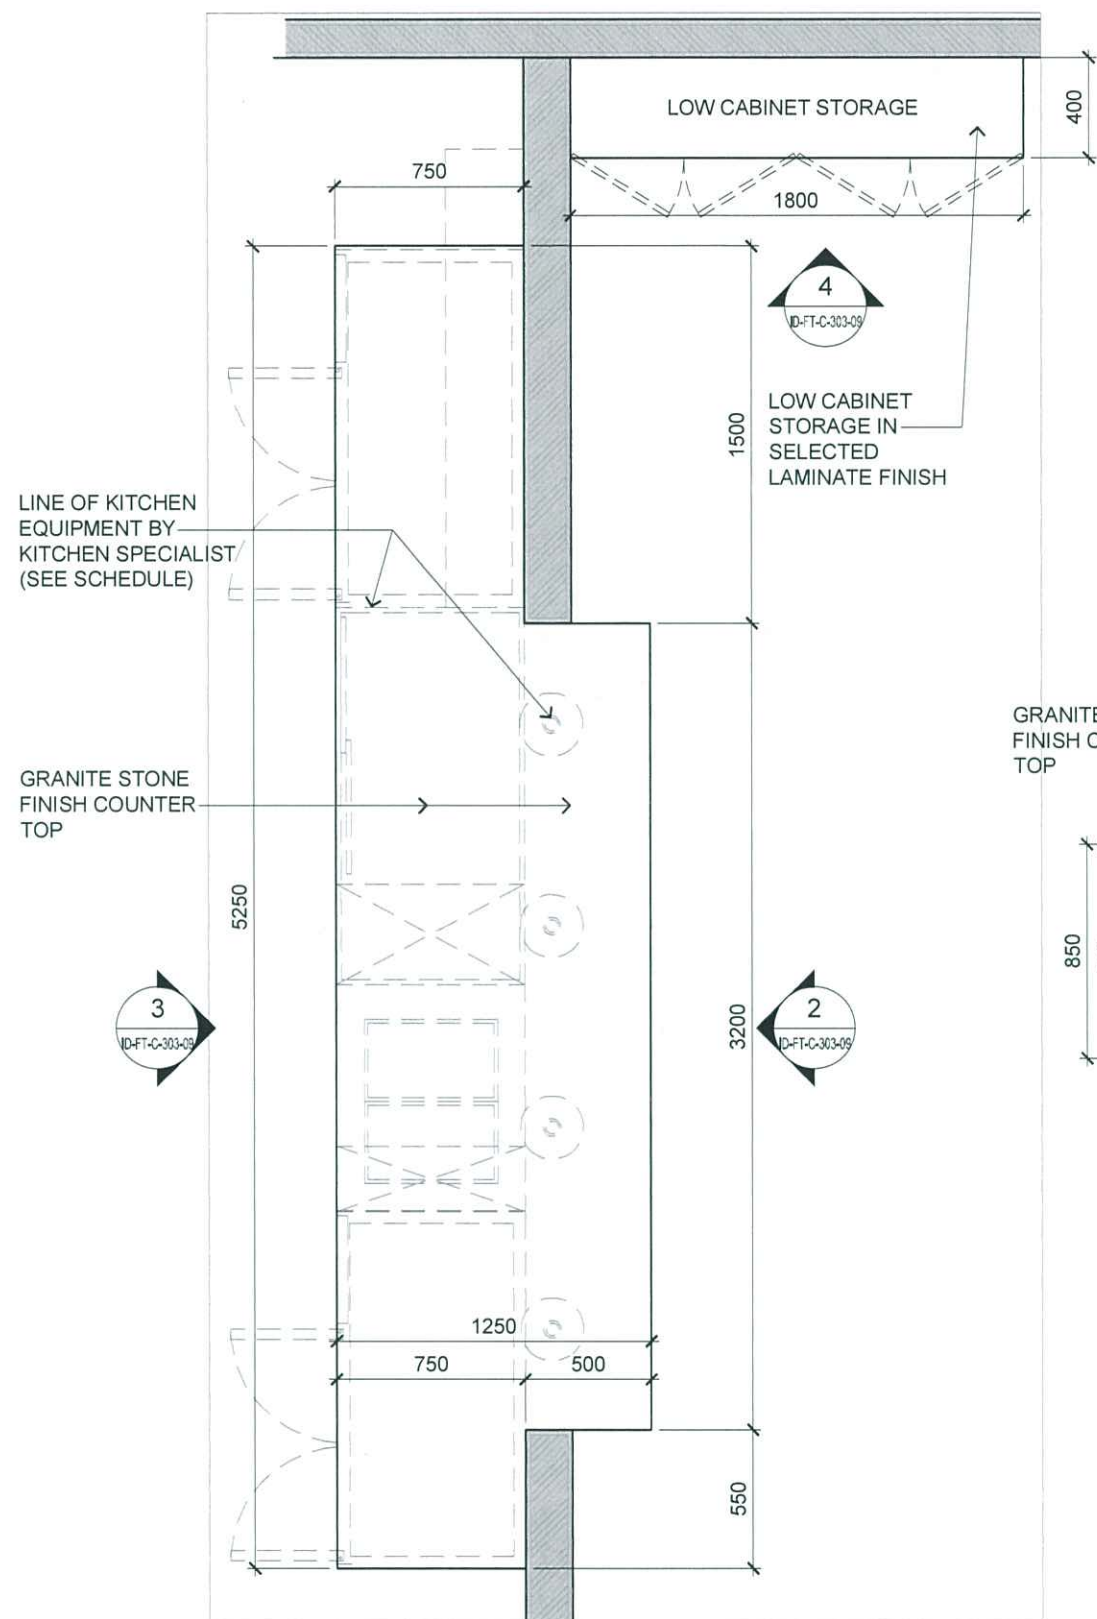 LOW CABINET STORAGE
400
750
1800
4
ID-FT-C-303-09
1500
LOW CABINET
STORAGE IN
SELECTED
LAMINATE FINISH
LINE OF KITCHEN
EQUIPMENT BY
KITCHEN SPECIALIST
(SEE SCHEDULE)
GRANITE
FINISH C
TOP
GRANITE STONE
FINISH COUNTER
TOP
5250
850
3
ID-FT-C-303-09
3200
2
ID-FT-C-303-09
1250
750
500
550